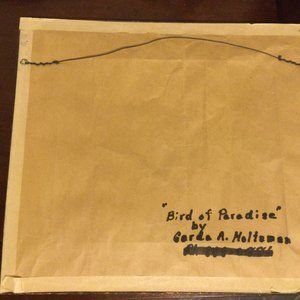 "Bird of Paradise"
by
Gerda A. Holtzman